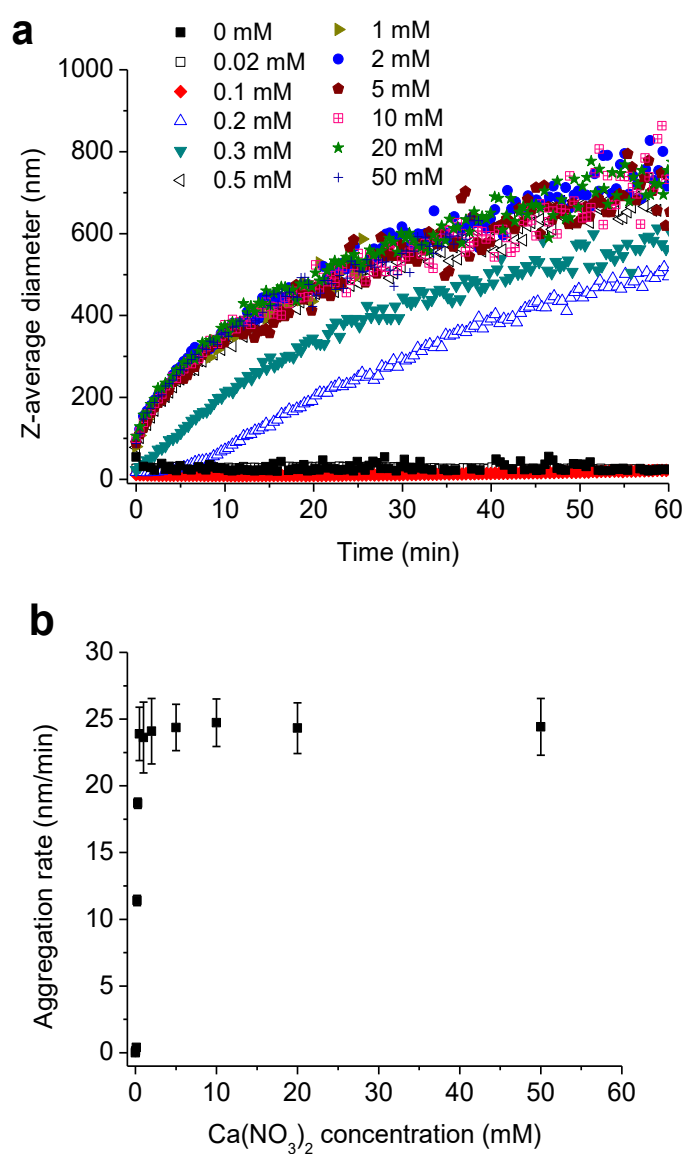 a
0 mM
0.02 mM
0.1 mM
0.2 mM
0.3 mM
0.5 mM
1 mM
2 mM
5 mM
10 mM
20 mM
50 mM
1000
800
600
400
200
0
Z-average diameter (nm)
0 10 20 30 40 50 60
Time (min)
b
30
25
20
15
10
5
0
Aggregation rate (nm/min)
0 10 20 30 40 50 60
Ca(NO₃)₂ concentration (mM)